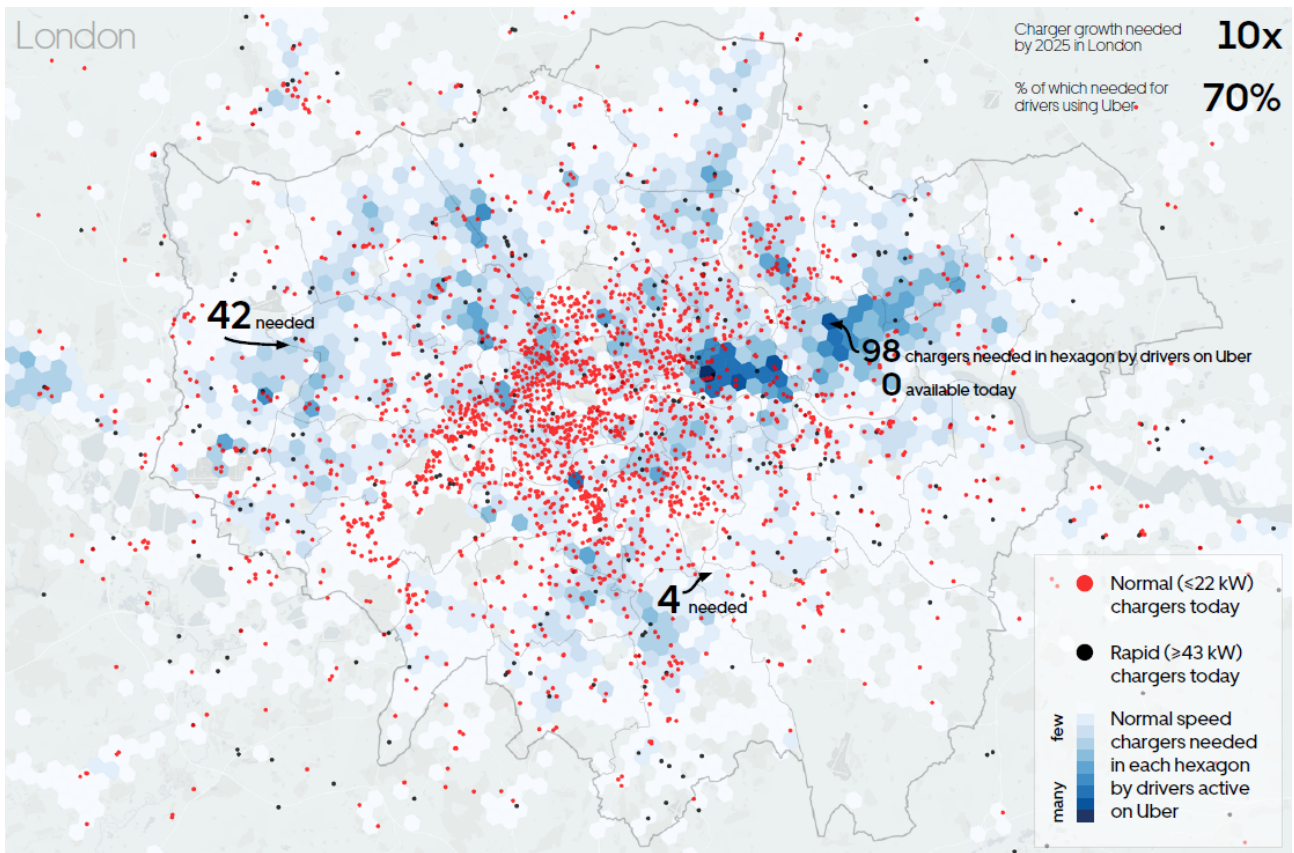 London
Charger growth needed
by 2025 in London
10x
% of which needed for
drivers using Uber
70%
42 needed
98 chargers needed in hexagon by drivers on Uber
0 available today
4 needed
Normal (≤22 kW)
chargers today
Rapid (≥43 kW)
chargers today
few
many
Normal speed
chargers needed
in each hexagon
by drivers active
on Uber